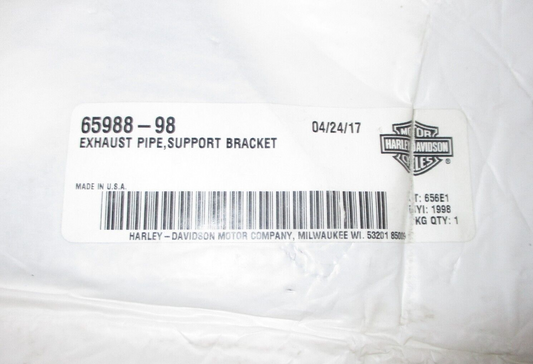 65988-98
04/24/17
EXHAUST PIPE,SUPPORT BRACKET
MOTOR
HARLEY-DAVIDSON
CYCLES
MADE IN U.S.A.
T: 656E1
YI: 1998
KG QTY: 1
HARLEY-DAVIDSON MOTOR COMPANY, MILWAUKEE WI. 53201